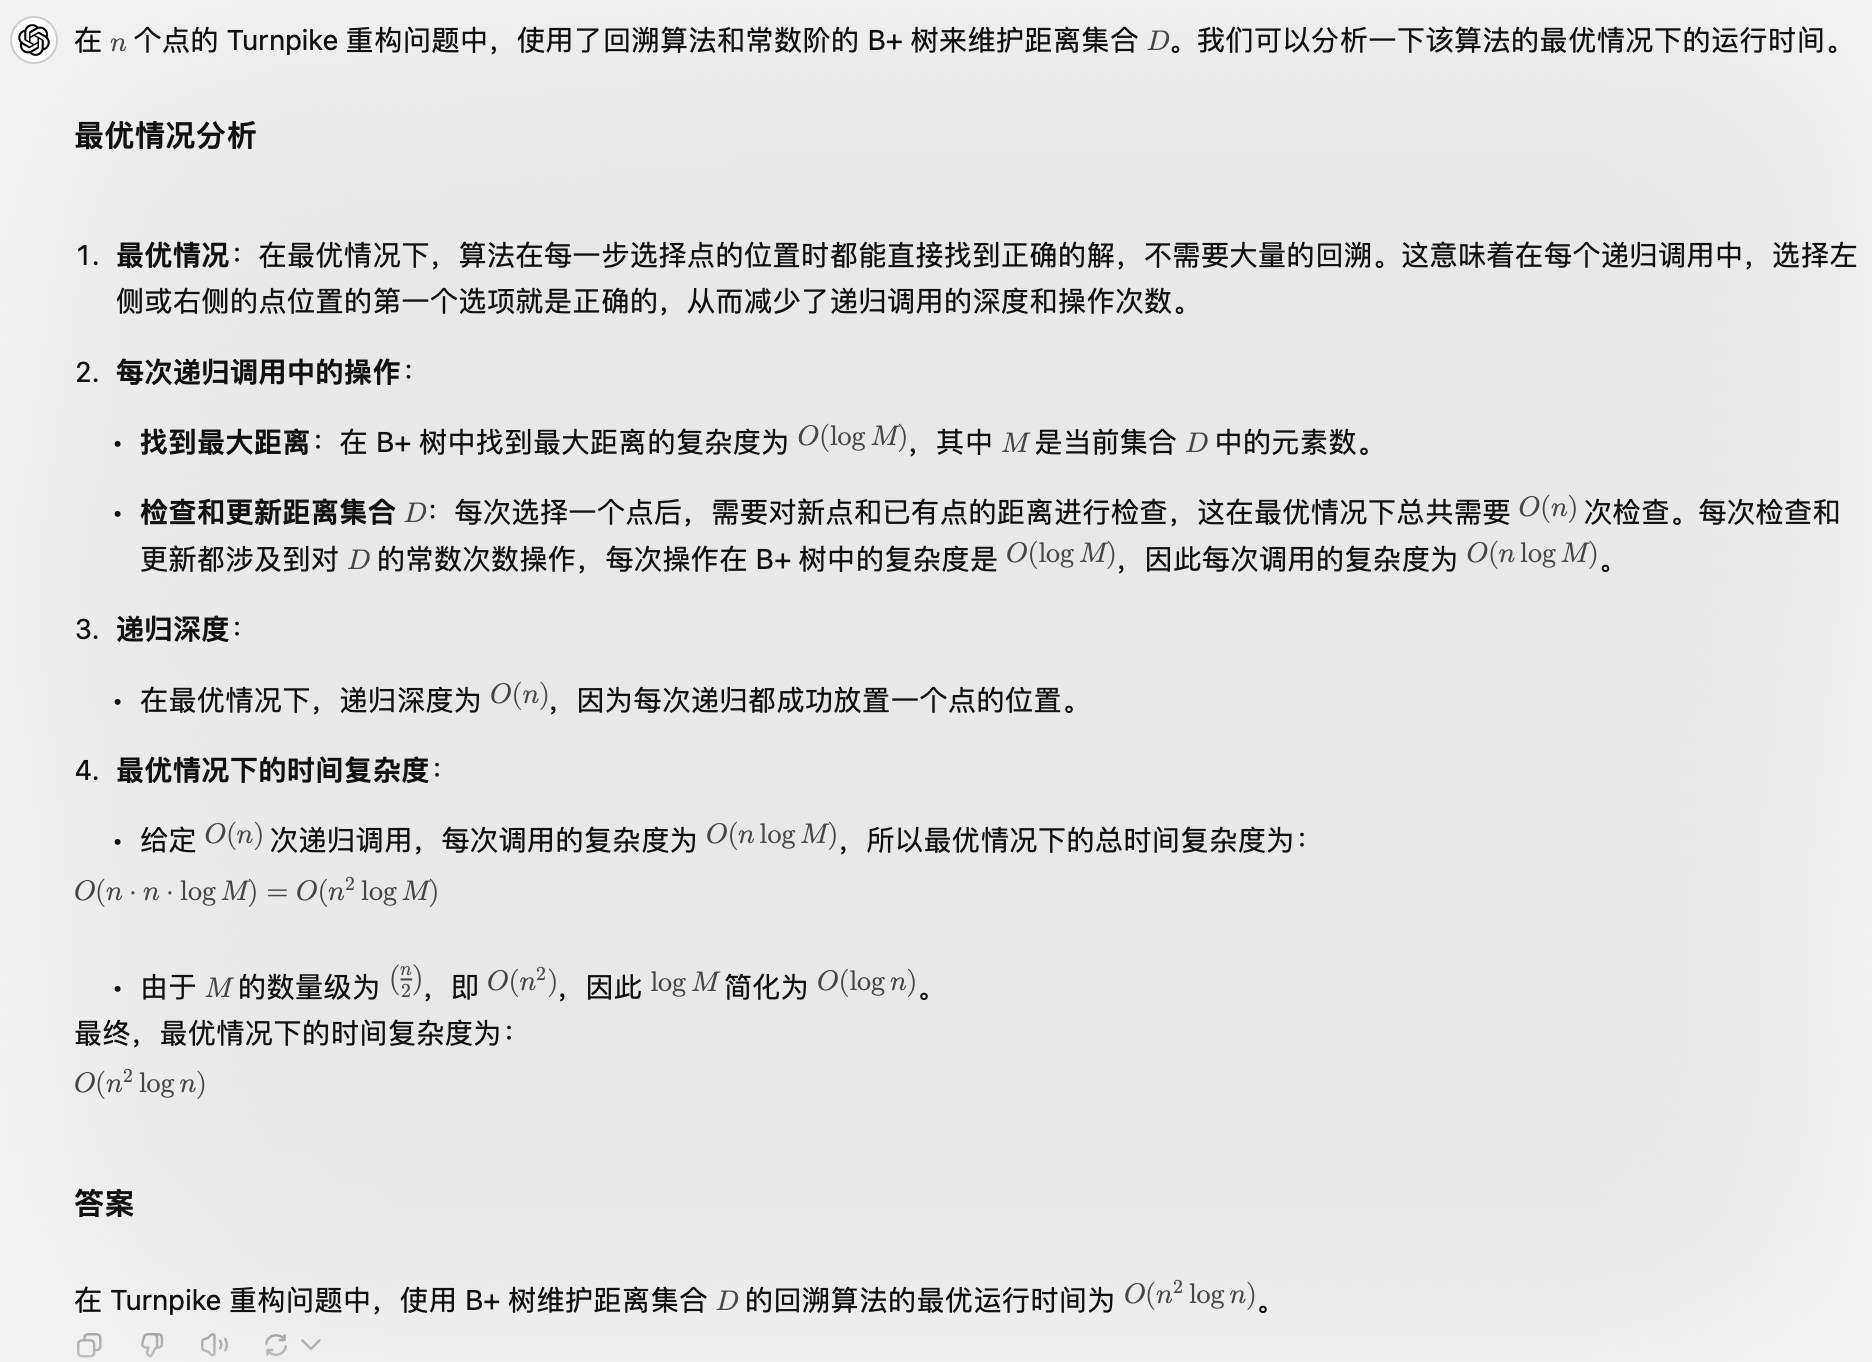 在 n 个点的 Turnpike 重构问题中，使用了回溯算法和常数阶的 B+ 树来维护距离集合 D。我们可以分析一下该算法的最优情况下的运行时间。
最优情况分析
1. 最优情况：在最优情况下，算法在每一步选择点的位置时都能直接找到正确的解，不需要大量的回溯。这意味着在每个递归调用中，选择左
侧或右侧的点位置的第一个选项就是正确的，从而减少了递归调用的深度和操作次数。
2. 每次递归调用中的操作：
• 找到最大距离：在 B+ 树中找到最大距离的复杂度为 O(log M)，其中 M 是当前集合 D 中的元素数。
• 检查和更新距离集合 D：每次选择一个点后，需要对新点和已有点的距离进行检查，这在最优情况下总共需要 O(n) 次检查。每次检查和
更新都涉及到对 D 的常数次数操作，每次操作在 B+ 树中的复杂度是 O(log M)，因此每次调用的复杂度为 O(n log M)。
3. 递归深度：
• 在最优情况下，递归深度为 O(n)，因为每次递归都成功放置一个点的位置。
4. 最优情况下的时间复杂度：
• 给定 O(n) 次递归调用，每次调用的复杂度为 O(n log M)，所以最优情况下的总时间复杂度为：
O(n · n · log M) = O(n² log M)
• 由于 M 的数量级为 (n/2)，即 O(n²)，因此 log M 简化为 O(log n)。
最终，最优情况下的时间复杂度为：
O(n² log n)
答案
在 Turnpike 重构问题中，使用 B+ 树维护距离集合 D 的回溯算法的最优运行时间为 O(n² log n)。